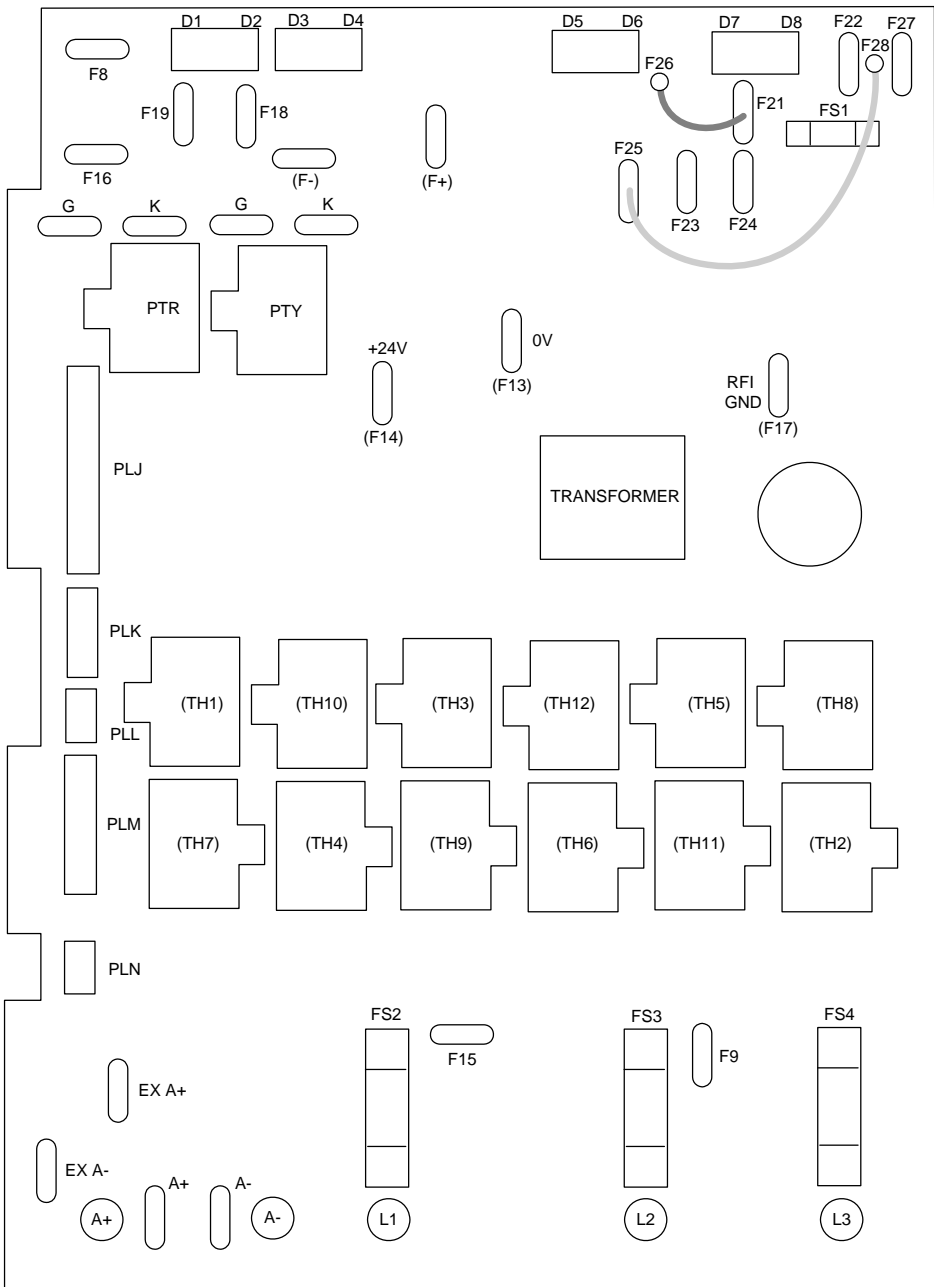 D1 D2 D3 D4 D5 D6 D7 D8 F22 F27
F8 F26 F28
F19 F18 F21 FS1
F16 (F-) (F+) F25
G K G K F23 F24
PTR PTY
+24V 0V
(F13)
RFI
GND
(F14) (F17)
PLJ TRANSFORMER
PLK
(TH1) (TH10) (TH3) (TH12) (TH5) (TH8)
PLL
PLM
(TH7) (TH4) (TH9) (TH6) (TH11) (TH2)
PLN
FS2 FS3 FS4
F15 F9
EX A+
EX A-
A+ A-
A+ A- L1 L2 L3